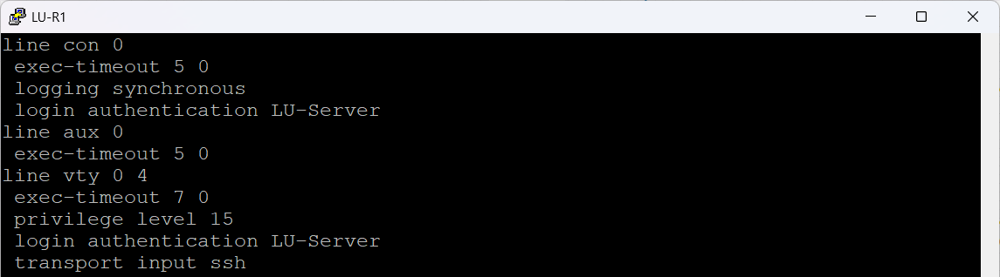 LU-R1
line con 0
 exec-timeout 5 0
 logging synchronous
 login authentication LU-Server
line aux 0
 exec-timeout 5 0
line vty 0 4
 exec-timeout 7 0
 privilege level 15
 login authentication LU-Server
 transport input ssh